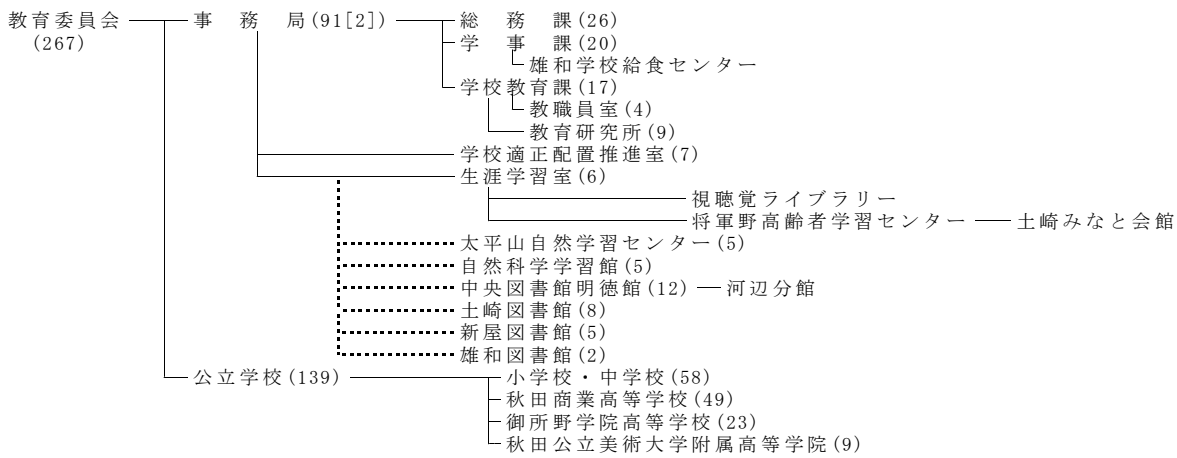 教育委員会 事務局(91[2]) 総務課(26)
(267) 学事課(20)
雄和学校給食センター
学校教育課(17)
教職員室(4)
教育研究所(9)
学校適正配置推進室(7)
生涯学習室(6)
視聴覚ライブラリー
将軍野高齢者学習センター 土崎みなと会館
太平山自然学習センター(5)
自然科学学習館(5)
中央図書館明徳館(12) 河辺分館
土崎図書館(8)
新屋図書館(5)
雄和図書館(2)
公立学校(139) 小学校・中学校(58)
秋田商業高等学校(49)
御所野学院高等学校(23)
秋田公立美術大学附属高等学院(9)